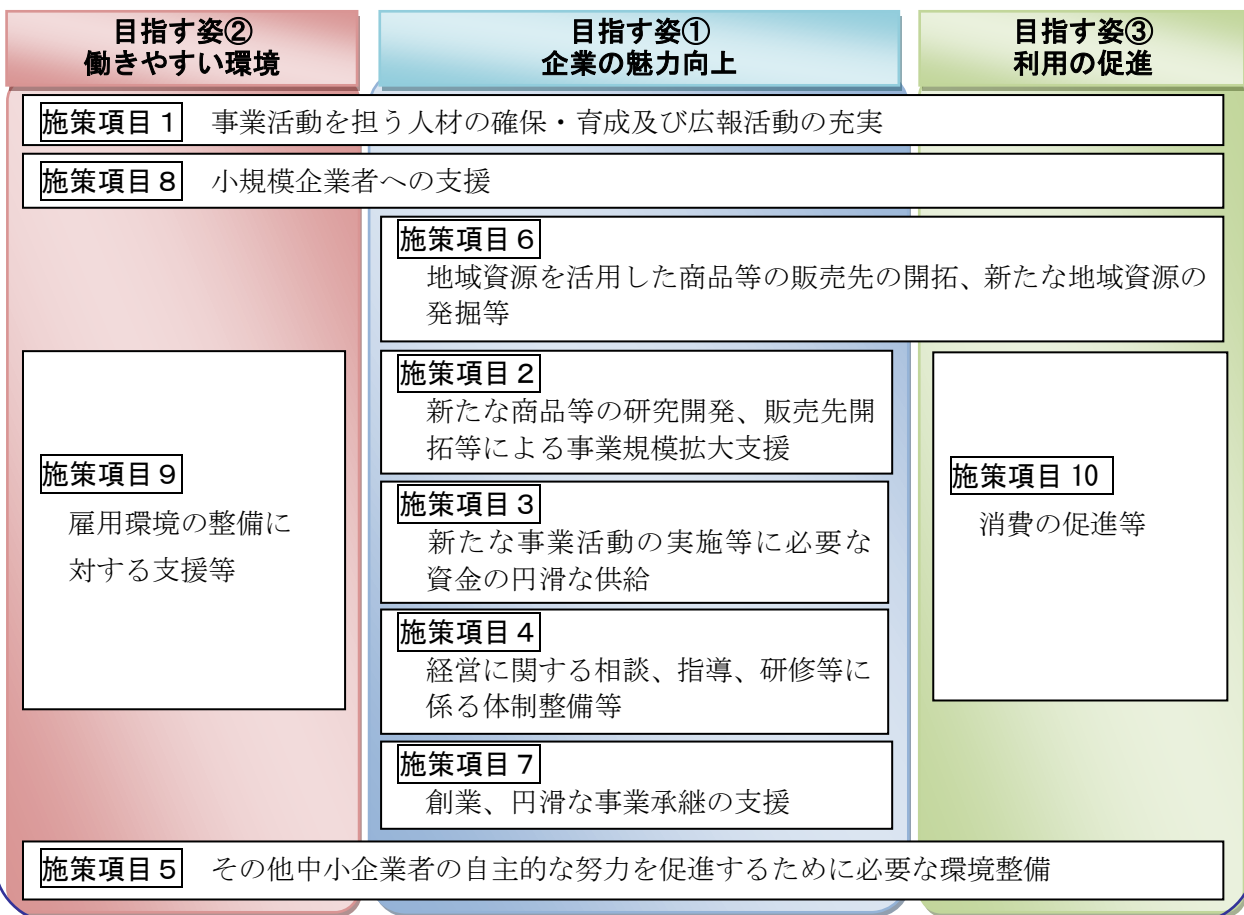 目指す姿②
働きやすい環境
目指す姿①
企業の魅力向上
目指す姿③
利用の促進
施策項目1 事業活動を担う人材の確保・育成及び広報活動の充実
施策項目8 小規模企業者への支援
施策項目6
地域資源を活用した商品等の販売先の開拓、新たな地域資源の
発掘等
施策項目9
雇用環境の整備に
対する支援等
施策項目2
新たな商品等の研究開発、販売先開
拓等による事業規模拡大支援
施策項目3
新たな事業活動の実施等に必要な
資金の円滑な供給
施策項目4
経営に関する相談、指導、研修等に
係る体制整備等
施策項目7
創業、円滑な事業承継の支援
施策項目 10
消費の促進等
施策項目5 その他中小企業者の自主的な努力を促進するために必要な環境整備